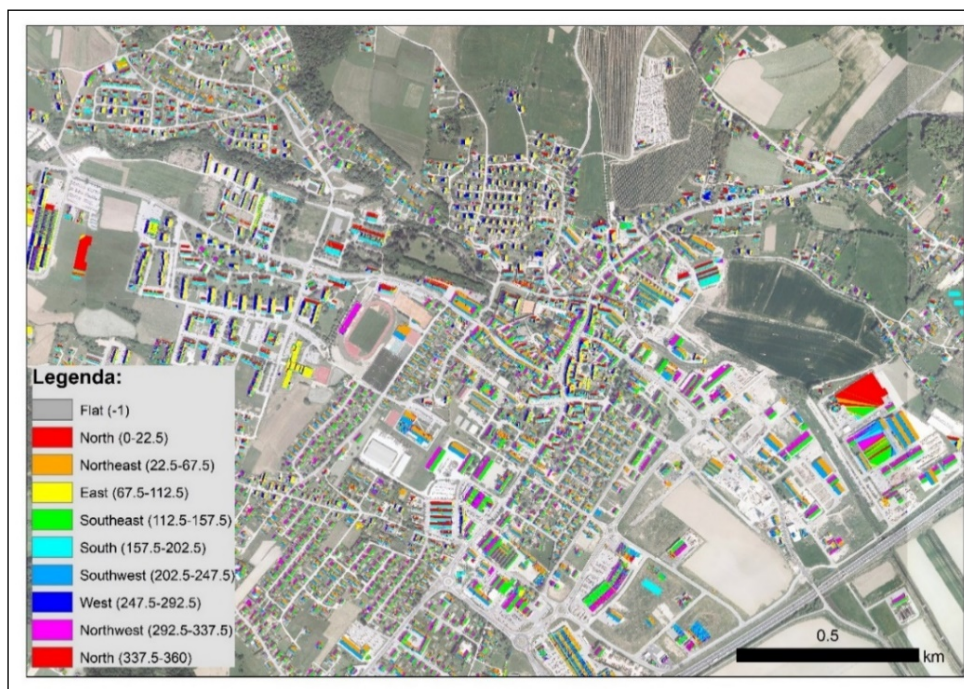 Legenda:
Flat (-1)
North (0-22.5)
Northeast (22.5-67.5)
East (67.5-112.5)
Southeast (112.5-157.5)
South (157.5-202.5)
Southwest (202.5-247.5)
West (247.5-292.5)
Northwest (292.5-337.5)
North (337.5-360)
0.5
km